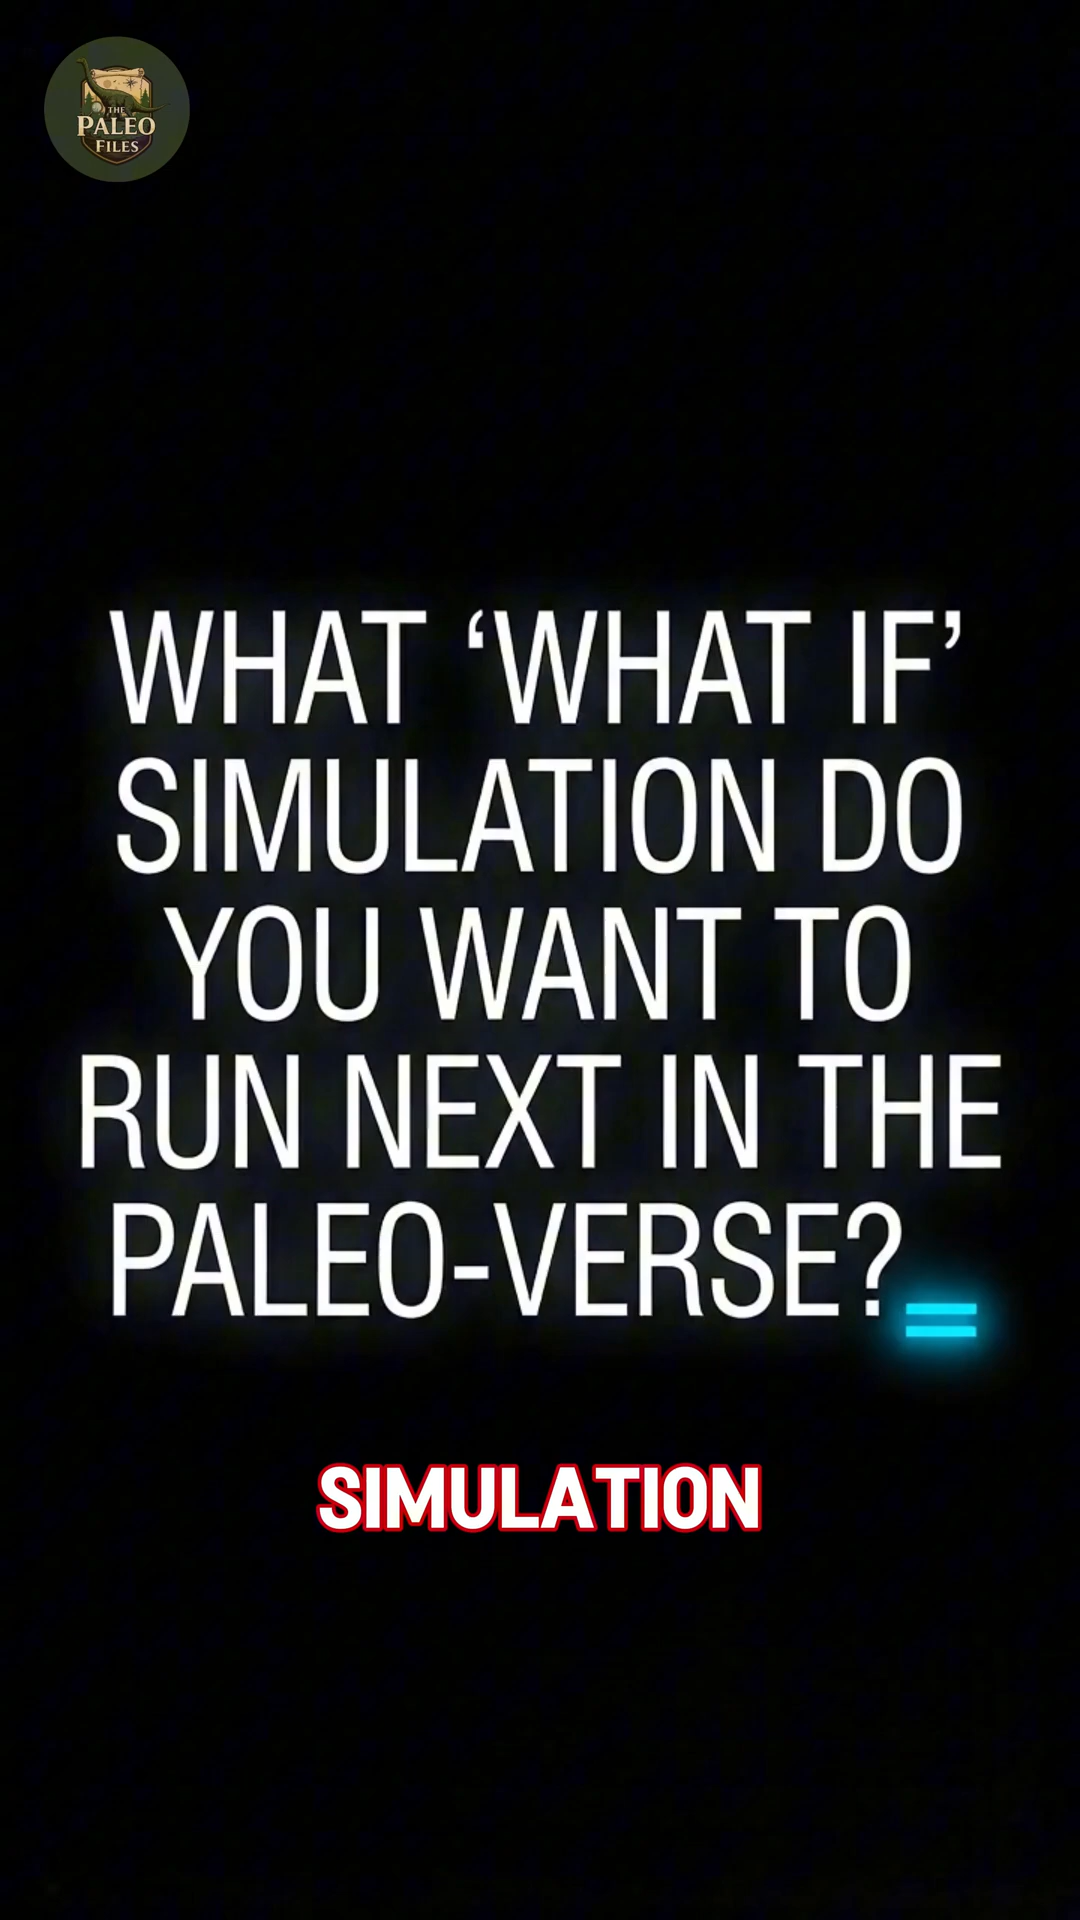 THE
PALEO
FILES
WHAT ‘WHAT IF’
SIMULATION DO
YOU WANT TO
RUN NEXT IN THE
PALEO-VERSE?
SIMULATION